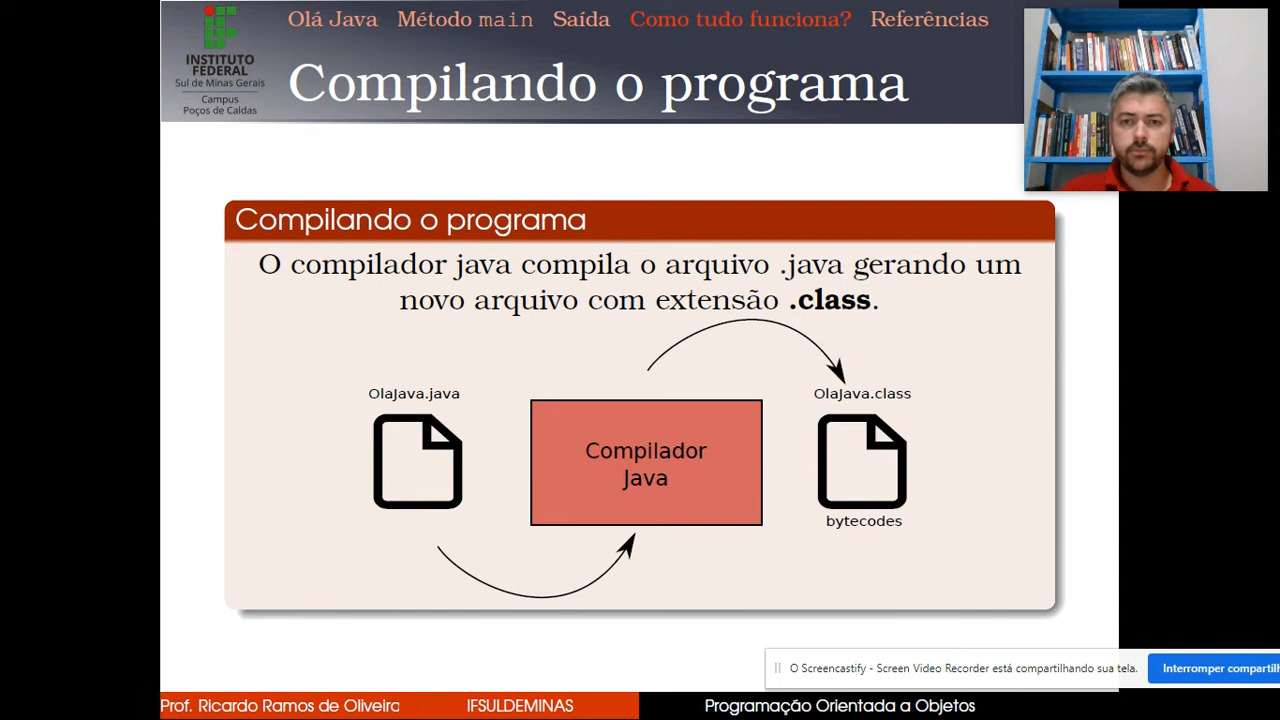 Olá Java Método main Saída Como tudo funciona? Referências
INSTITUTO
FEDERAL
Sul de Minas Gerais
Campus
Poços de Caldas
Compilando o programa
Compilando o programa
O compilador java compila o arquivo .java gerando um
novo arquivo com extensão .class.
OlaJava.java
OlaJava.class
Compilador
Java
bytecodes
O Screencastify - Screen Video Recorder está compartilhando sua tela.
Interromper compartil
Prof. Ricardo Ramos de Oliveira
IFSULDEMINAS
Programação Orientada a Objetos